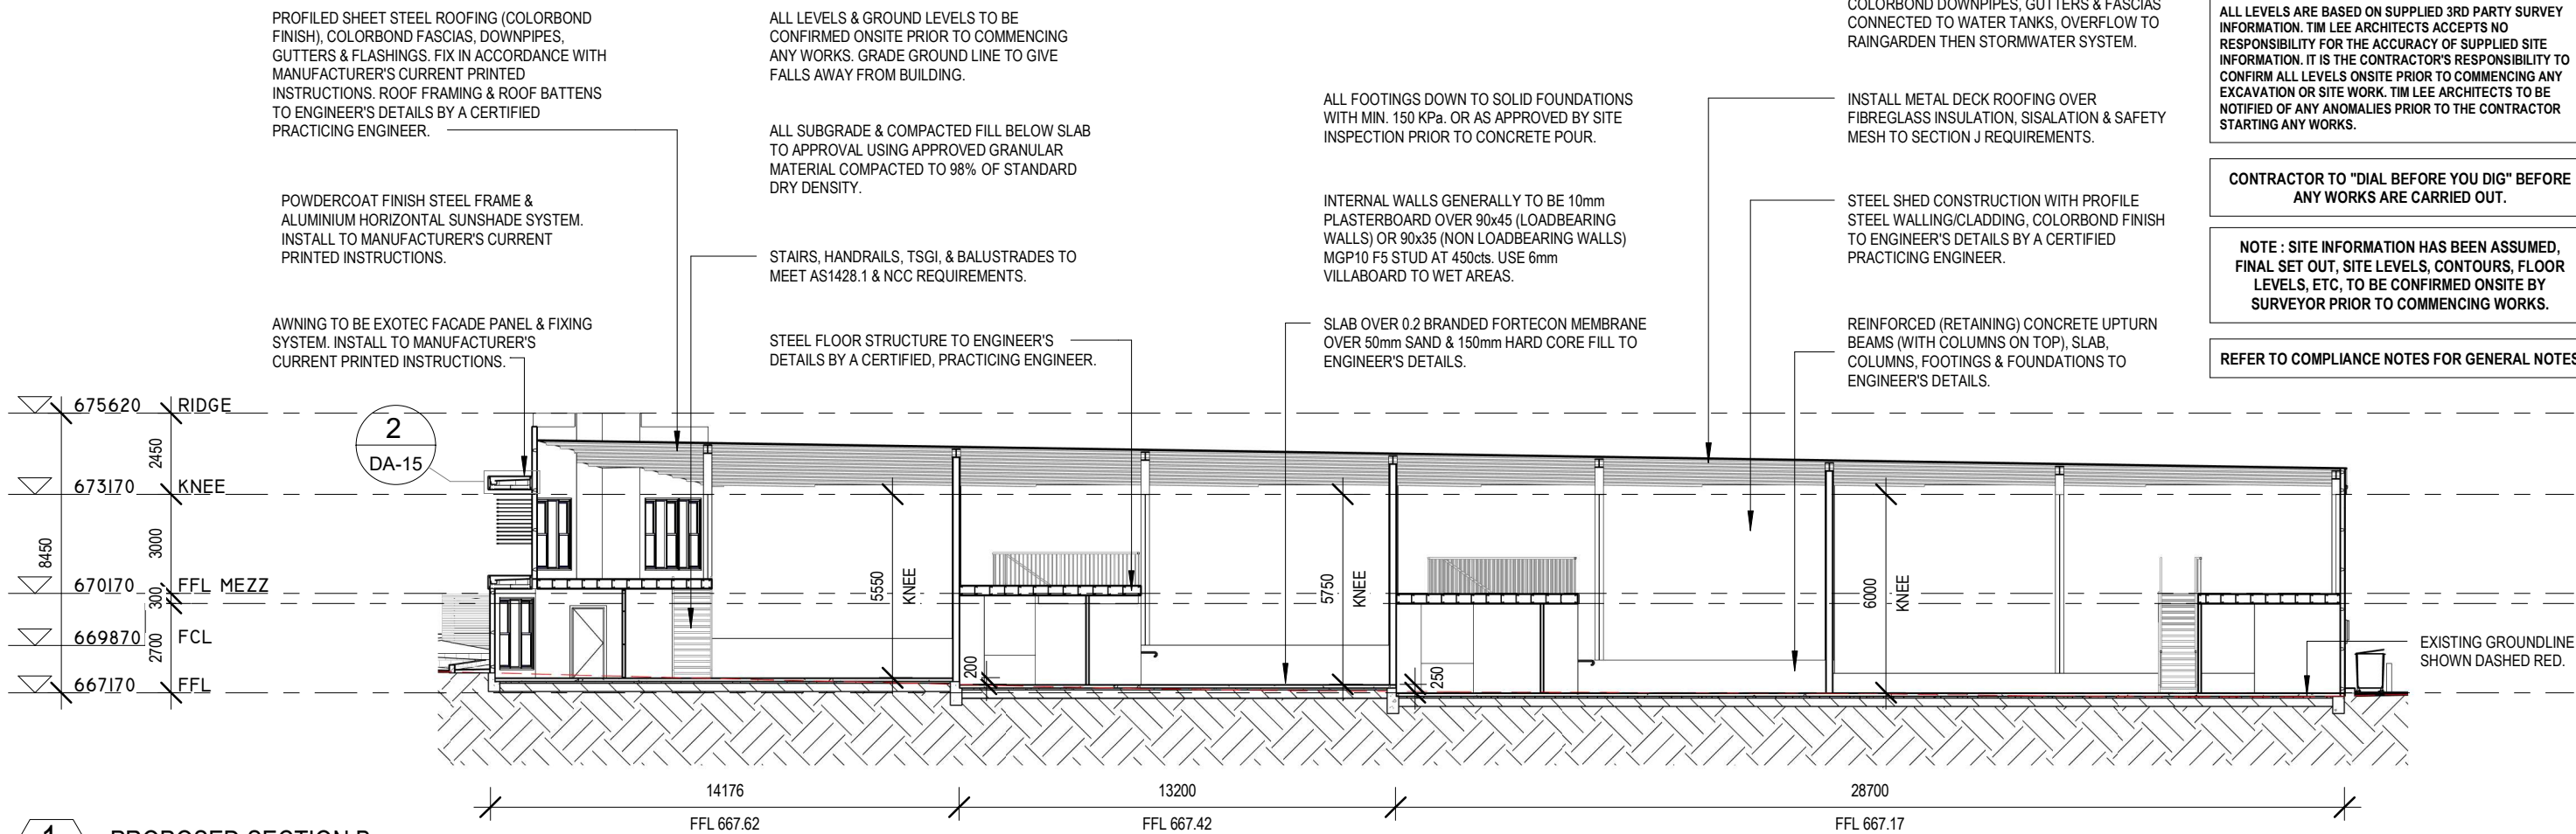 PROFILED SHEET STEEL ROOFING (COLORBOND
FINISH), COLORBOND FASCIAS, DOWNPIPES,
GUTTERS & FLASHINGS. FIX IN ACCORDANCE WITH
MANUFACTURER'S CURRENT PRINTED
INSTRUCTIONS. ROOF FRAMING & ROOF BATTENS
TO ENGINEER'S DETAILS BY A CERTIFIED
PRACTICING ENGINEER.
POWDERCOAT FINISH STEEL FRAME &
ALUMINIUM HORIZONTAL SUNSHADE SYSTEM.
INSTALL TO MANUFACTURER'S CURRENT
PRINTED INSTRUCTIONS.
AWNING TO BE EXOTEC FACADE PANEL & FIXING
SYSTEM. INSTALL TO MANUFACTURER'S
CURRENT PRINTED INSTRUCTIONS.
ALL LEVELS & GROUND LEVELS TO BE
CONFIRMED ONSITE PRIOR TO COMMENCING
ANY WORKS. GRADE GROUND LINE TO GIVE
FALLS AWAY FROM BUILDING.
ALL SUBGRADE & COMPACTED FILL BELOW SLAB
TO APPROVAL USING APPROVED GRANULAR
MATERIAL COMPACTED TO 98% OF STANDARD
DRY DENSITY.
STAIRS, HANDRAILS, TSGI, & BALUSTRADES TO
MEET AS1428.1 & NCC REQUIREMENTS.
STEEL FLOOR STRUCTURE TO ENGINEER'S
DETAILS BY A CERTIFIED, PRACTICING ENGINEER.
ALL FOOTINGS DOWN TO SOLID FOUNDATIONS
WITH MIN. 150 KPa. OR AS APPROVED BY SITE
INSPECTION PRIOR TO CONCRETE POUR.
INTERNAL WALLS GENERALLY TO BE 10mm
PLASTERBOARD OVER 90x45 (LOADBEARING
WALLS) OR 90x35 (NON LOADBEARING WALLS)
MGP10 F5 STUD AT 450cts. USE 6mm
VILLABOARD TO WET AREAS.
SLAB OVER 0.2 BRANDED FORTECON MEMBRANE
OVER 50mm SAND & 150mm HARD CORE FILL TO
ENGINEER'S DETAILS.
COLORBOND DOWNPIPES, GUTTERS & FASCIAS
CONNECTED TO WATER TANKS, OVERFLOW TO
RAINGARDEN THEN STORMWATER SYSTEM.
INSTALL METAL DECK ROOFING OVER
FIBREGLASS INSULATION, SISALATION & SAFETY
MESH TO SECTION J REQUIREMENTS.
STEEL SHED CONSTRUCTION WITH PROFILE
STEEL WALLING/CLADDING, COLORBOND FINISH
TO ENGINEER'S DETAILS BY A CERTIFIED
PRACTICING ENGINEER.
REINFORCED (RETAINING) CONCRETE UPTURN
BEAMS (WITH COLUMNS ON TOP), SLAB,
COLUMNS, FOOTINGS & FOUNDATIONS TO
ENGINEER'S DETAILS.
ALL LEVELS ARE BASED ON SUPPLIED 3RD PARTY SURVEY
INFORMATION. TIM LEE ARCHITECTS ACCEPTS NO
RESPONSIBILITY FOR THE ACCURACY OF SUPPLIED SITE
INFORMATION. IT IS THE CONTRACTOR'S RESPONSIBILITY TO
CONFIRM ALL LEVELS ONSITE PRIOR TO COMMENCING ANY
EXCAVATION OR SITE WORK. TIM LEE ARCHITECTS TO BE
NOTIFIED OF ANY ANOMALIES PRIOR TO THE CONTRACTOR
STARTING ANY WORKS.
CONTRACTOR TO "DIAL BEFORE YOU DIG" BEFORE
ANY WORKS ARE CARRIED OUT.
NOTE : SITE INFORMATION HAS BEEN ASSUMED,
FINAL SET OUT, SITE LEVELS, CONTOURS, FLOOR
LEVELS, ETC, TO BE CONFIRMED ONSITE BY
SURVEYOR PRIOR TO COMMENCING WORKS.
REFER TO COMPLIANCE NOTES FOR GENERAL NOTES
675620 RIDGE
2450
673170 KNEE
3000
8450
670170 FFL MEZZ
300
669870 FCL
2700
667170 FFL
2
DA-15
5550
KNEE
200
5750
KNEE
250
6000
KNEE
EXISTING GROUNDLINE
SHOWN DASHED RED.
14176
13200
28700
FFL 667.62
FFL 667.42
FFL 667.17
1
PROPOSED SECTION B